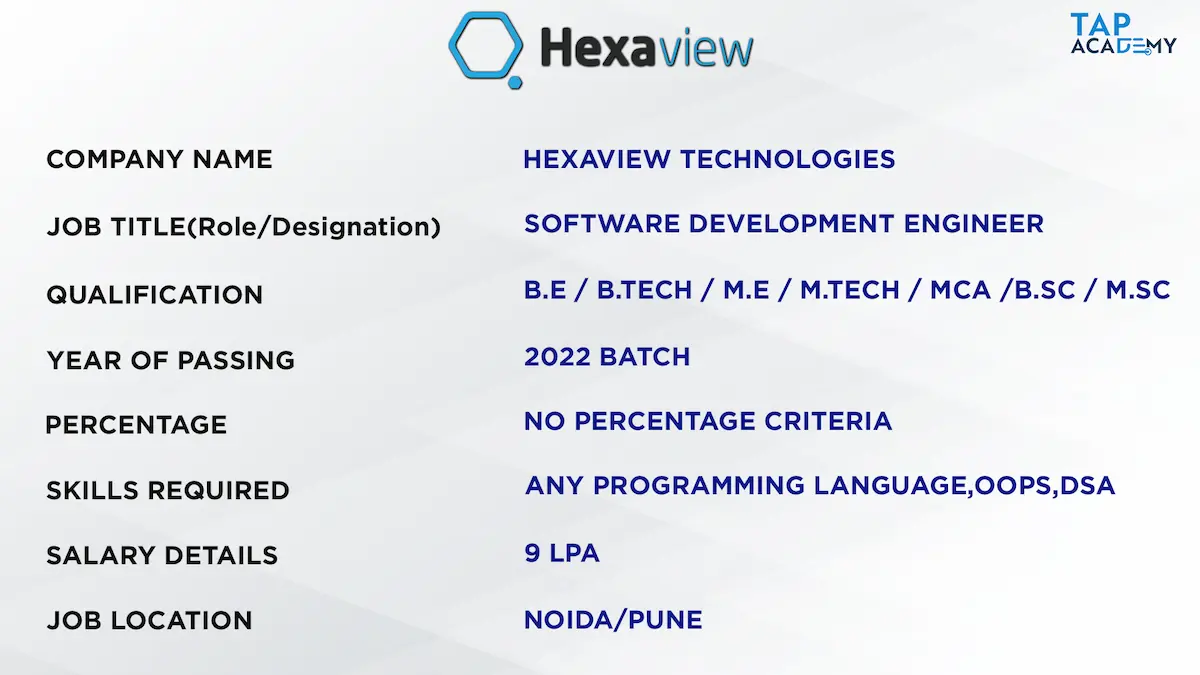 Hexaview
TAP
ACADEMY
COMPANY NAME HEXAVIEW TECHNOLOGIES
JOB TITLE(Role/Designation) SOFTWARE DEVELOPMENT ENGINEER
QUALIFICATION B.E / B.TECH / M.E / M.TECH / MCA /B.SC / M.SC
YEAR OF PASSING 2022 BATCH
PERCENTAGE NO PERCENTAGE CRITERIA
SKILLS REQUIRED ANY PROGRAMMING LANGUAGE,OOPS,DSA
SALARY DETAILS 9 LPA
JOB LOCATION NOIDA/PUNE